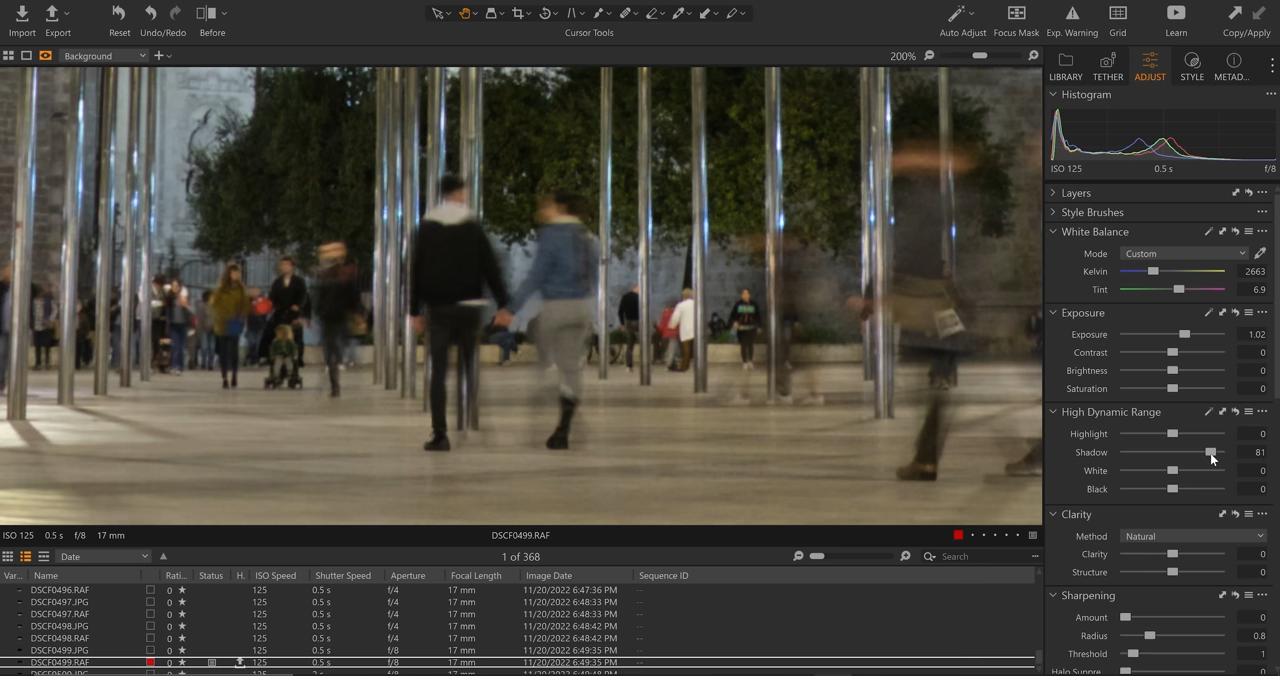 Import Export Reset Undo/Redo Before Cursor Tools Auto Adjust Focus Mask Exp. Warning Grid Learn Copy/Apply
Background 200%
LIBRARY TETHER ADJUST STYLE METAD...
Histogram
ISO 125 0.5 s f/8
Layers
Style Brushes
White Balance
Mode Custom
Kelvin 2663
Tint 6.9
Exposure
Exposure 1.02
Contrast 0
Brightness 0
Saturation 0
High Dynamic Range
Highlight 0
Shadow 81
White 0
Black 0
Clarity
Method Natural
Clarity 0
Structure 0
Sharpening
Amount 0
Radius 0.8
Threshold 1
Halo Suppre... 0
ISO 125 0.5 s f/8 17 mm DSCF0499.RAF
Date 1 of 368 Search
Var... Name Rati... Status H. ISO Speed Shutter Speed Aperture Focal Length Image Date Sequence ID
DSCF0496.RAF 0 125 0.5 s f/4 17 mm 11/20/2022 6:47:36 PM --
DSCF0497.JPG 0 125 0.5 s f/4 17 mm 11/20/2022 6:48:33 PM --
DSCF0497.RAF 0 125 0.5 s f/4 17 mm 11/20/2022 6:48:33 PM --
DSCF0498.JPG 0 125 0.5 s f/4 17 mm 11/20/2022 6:48:42 PM --
DSCF0498.RAF 0 125 0.5 s f/4 17 mm 11/20/2022 6:48:42 PM --
DSCF0499.JPG 0 125 0.5 s f/8 17 mm 11/20/2022 6:49:35 PM --
DSCF0499.RAF 0 125 0.5 s f/8 17 mm 11/20/2022 6:49:35 PM --